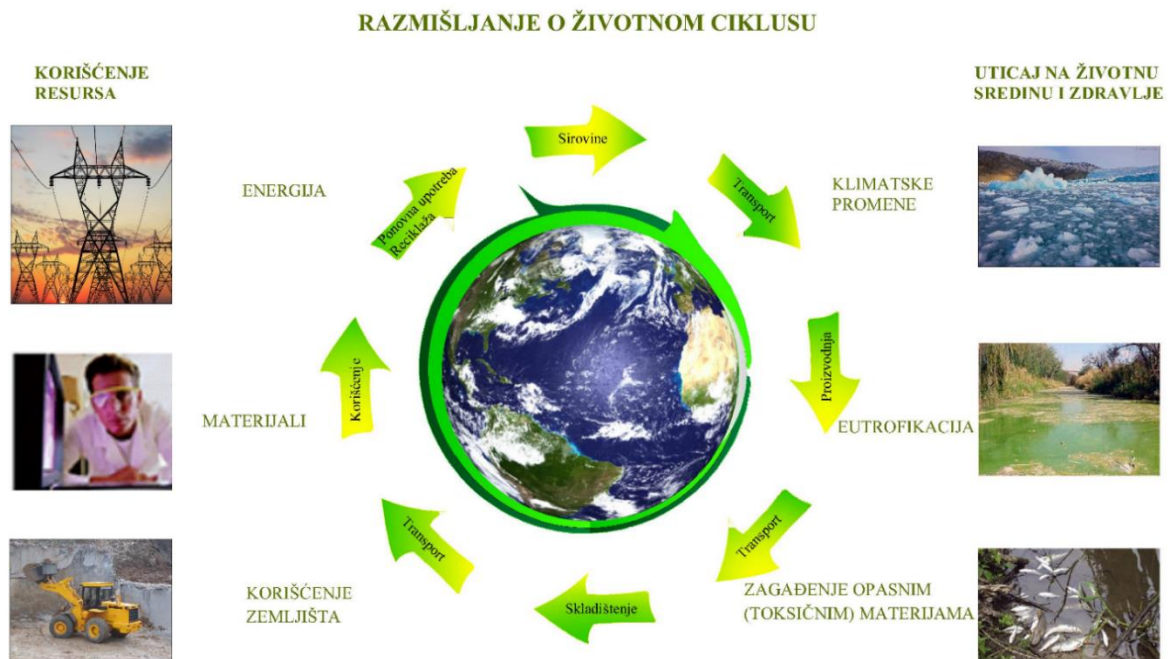 RAZMIŠLJANJE O ŽIVOTNOM CIKLUSU
KORIŠĆENJE
RESURSA
UTICAJ NA ŽIVOTNU
SREDINU I ZDRAVLJE
ENERGIJA
MATERIJALI
KORIŠĆENJE
ZEMLJIŠTA
Sirovine
Transport
Proizvodnja
Transport
Skladištenje
Transport
Korišćenje
Ponovna upotreba
Reciklaža
KLIMATSKE
PROMENE
EUTROFIKACIJA
ZAGAĐENJE OPASNIM
(TOKSIČNIM) MATERIJAMA